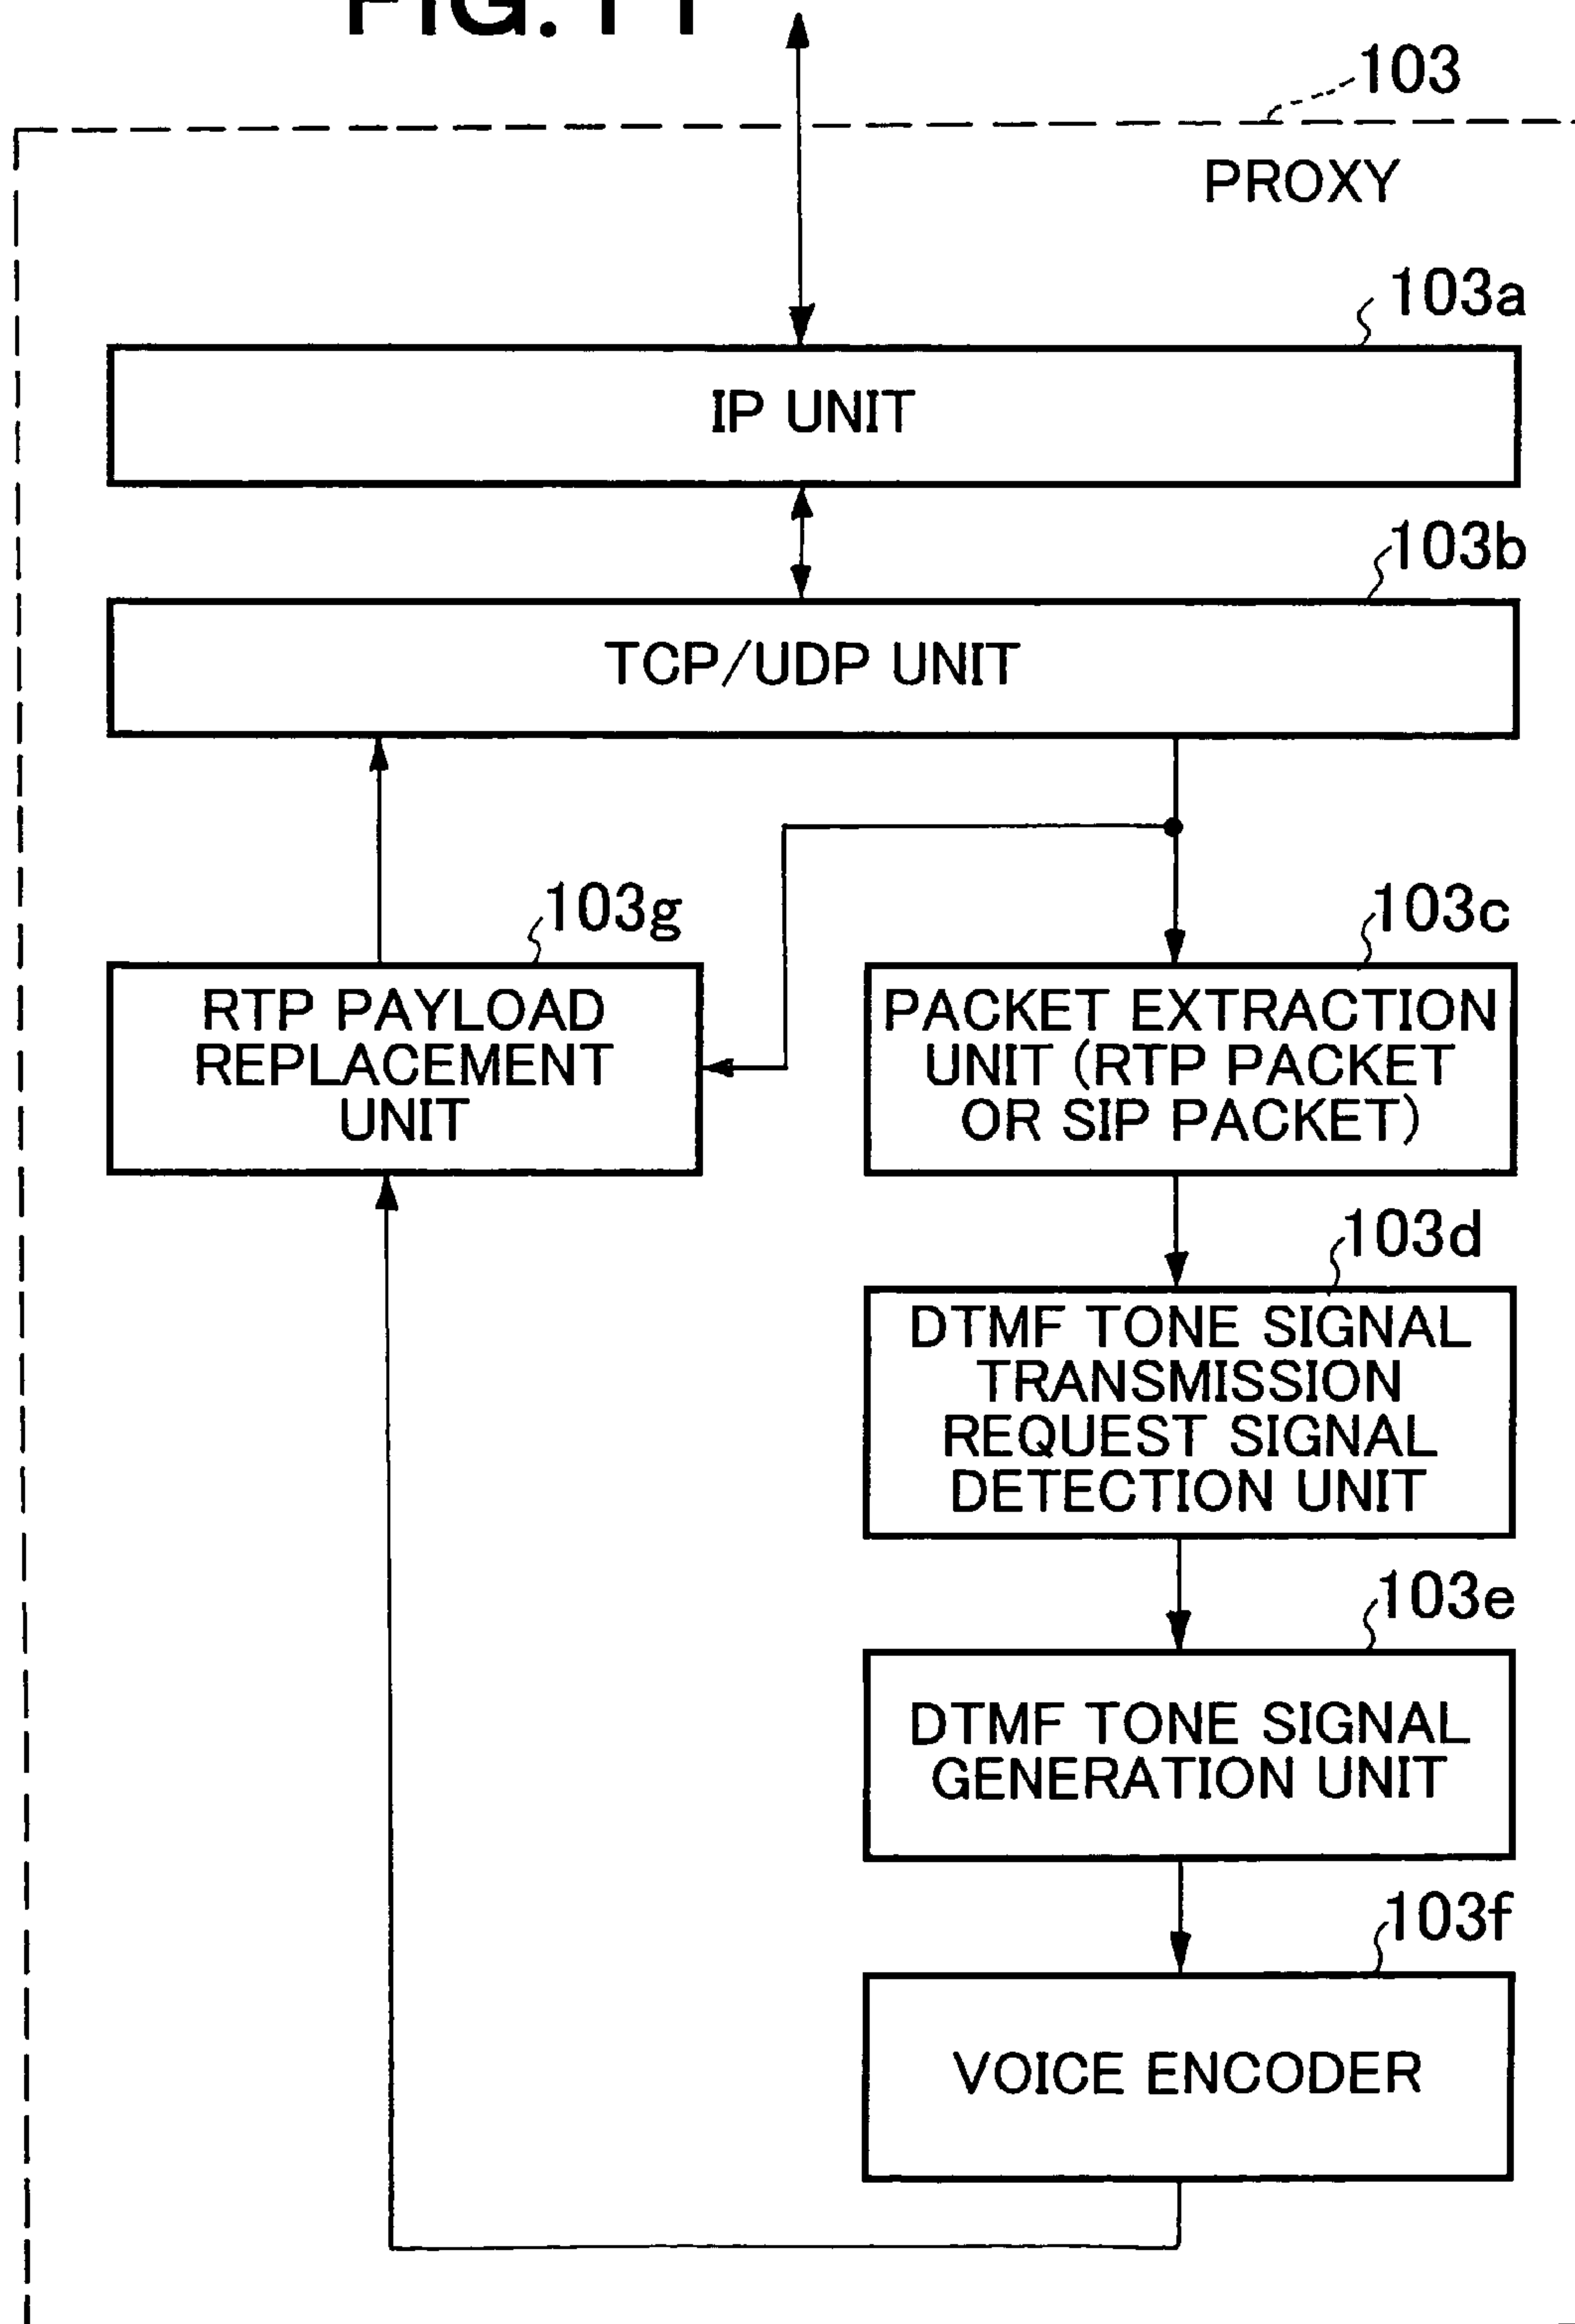 FIG. 11
103
PROXY
103a
IP UNIT
103b
TCP/UDP UNIT
103g
RTP PAYLOAD
REPLACEMENT
UNIT
103c
PACKET EXTRACTION
UNIT (RTP PACKET
OR SIP PACKET)
103d
DTMF TONE SIGNAL
TRANSMISSION
REQUEST SIGNAL
DETECTION UNIT
103e
DTMF TONE SIGNAL
GENERATION UNIT
103f
VOICE ENCODER